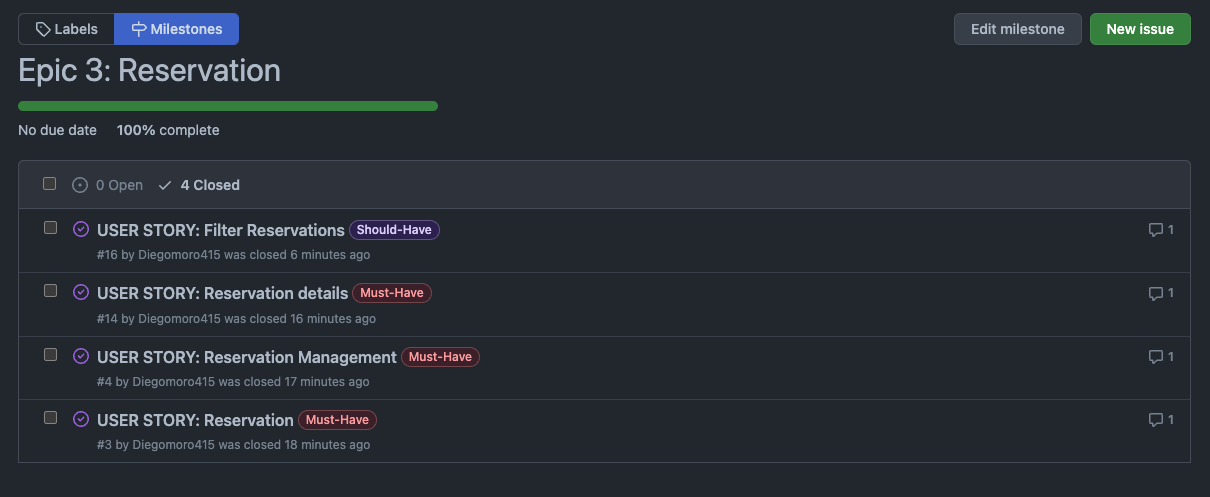 Labels Milestones Edit milestone New issue
Epic 3: Reservation
No due date 100% complete
0 Open 4 Closed
USER STORY: Filter Reservations Should-Have 1
#16 by Diegomoro415 was closed 6 minutes ago
USER STORY: Reservation details Must-Have 1
#14 by Diegomoro415 was closed 16 minutes ago
USER STORY: Reservation Management Must-Have 1
#4 by Diegomoro415 was closed 17 minutes ago
USER STORY: Reservation Must-Have 1
#3 by Diegomoro415 was closed 18 minutes ago